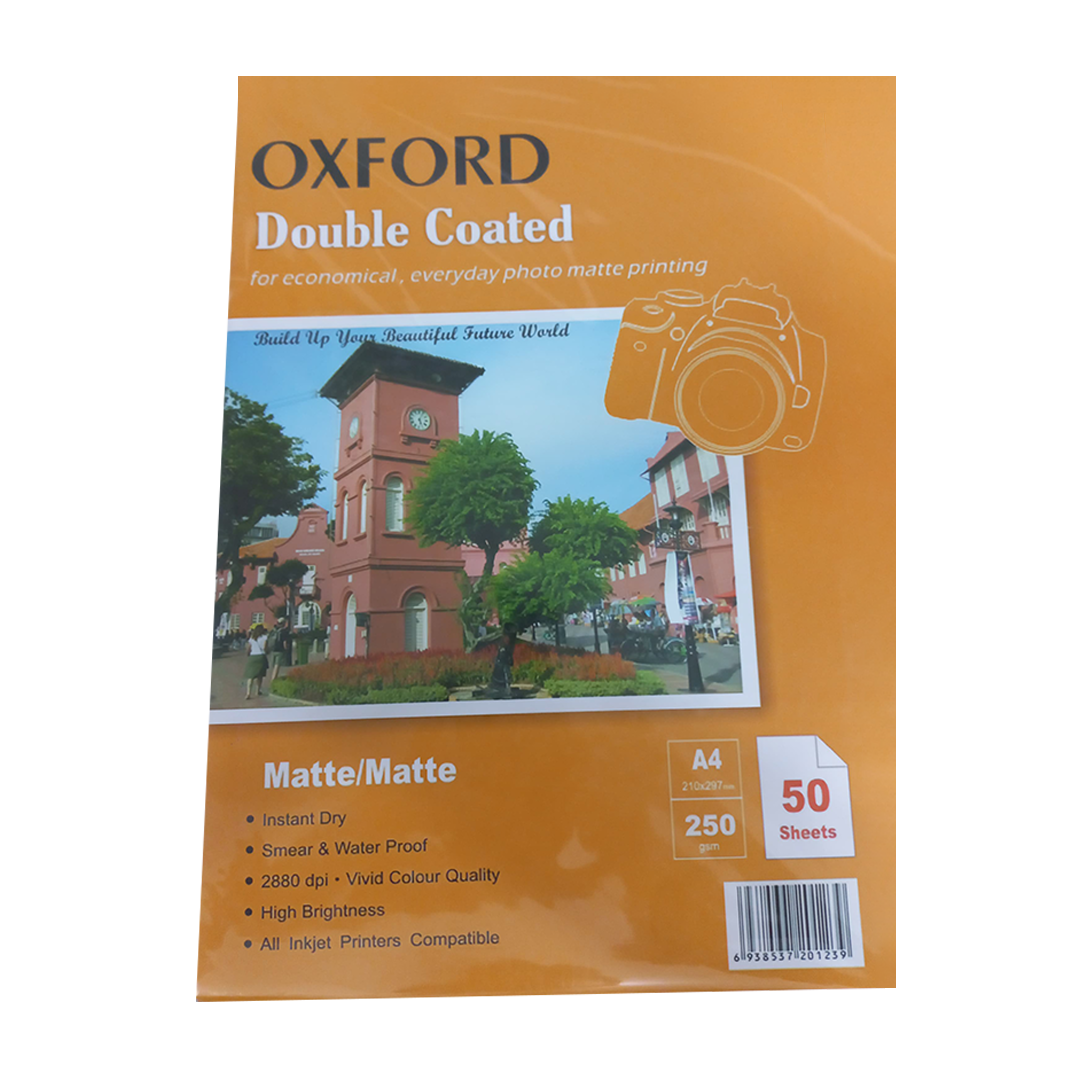 OXFORD
Double Coated
for economical , everyday photo matte printing
Build Up Your Beautiful Future World
Matte/Matte
• Instant Dry
• Smear & Water Proof
• 2880 dpi • Vivid Colour Quality
• High Brightness
• All Inkjet Printers Compatible
A4
210x297mm
250
gsm
50
Sheets
6 938537 201239